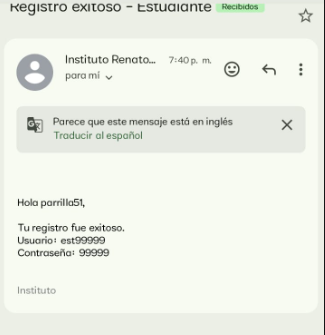 Registro exitoso - Estudiante Recibidos
Instituto Renato... 7:40 p. m.
para mí
Parece que este mensaje está en inglés
Traducir al español
Hola parrilla51,
Tu registro fue exitoso.
Usuario: est99999
Contraseña: 99999
Instituto